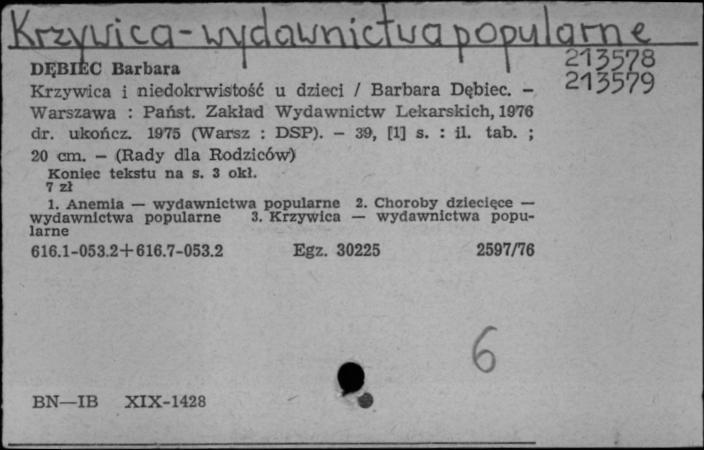 Krzywica - wydawnictwa popularne
213578
213579
DĘBIEC Barbara
Krzywica i niedokrwistość u dzieci / Barbara Dębiec. –
Warszawa : Państ. Zakład Wydawnictw Lekarskich, 1976
dr. ukończ. 1975 (Warsz : DSP). – 39, [1] s. : il. tab. ;
20 cm. – (Rady dla Rodziców)
Koniec tekstu na s. 3 okł.
7 zł
1. Anemia — wydawnictwa popularne 2. Choroby dziecięce —
wydawnictwa popularne 3. Krzywica — wydawnictwa popu-
larne
616.1-053.2+616.7-053.2 Egz. 30225 2597/76
6
BN—IB XIX-1428